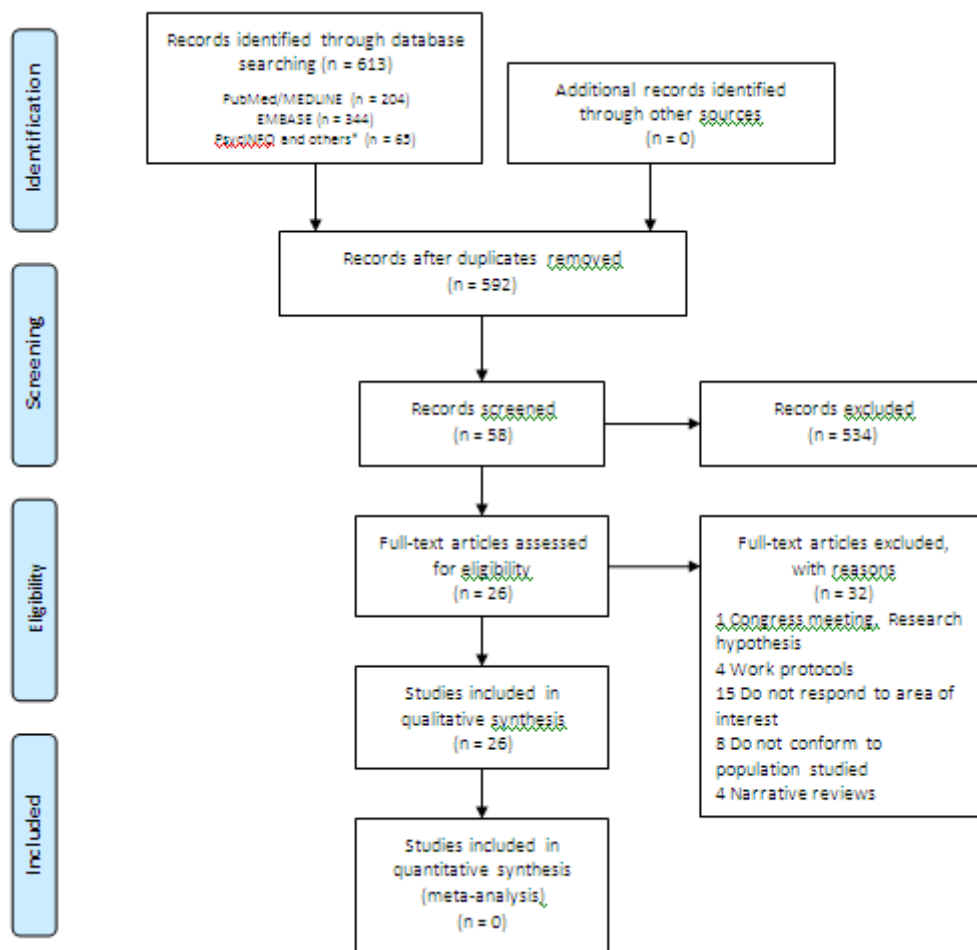 Identification
Records identified through database
searching (n = 613)
PubMed/MEDLINE (n = 204)
EMBASE (n = 344)
PsycINFO and others* (n = 65)
Additional records identified
through other sources
(n = 0)
Records after duplicates removed
(n = 592)
Screening
Records screened
(n = 58)
Records excluded
(n = 534)
Eligibility
Full-text articles assessed
for eligibility
(n = 26)
Full-text articles excluded,
with reasons
(n = 32)
1 Congress meeting. Research
hypothesis
4 Work protocols
15 Do not respond to area of
interest
8 Do not conform to
population studied
4 Narrative reviews
Studies included in
qualitative synthesis
(n = 26)
Included
Studies included in
quantitative synthesis
(meta-analysis)
(n = 0)